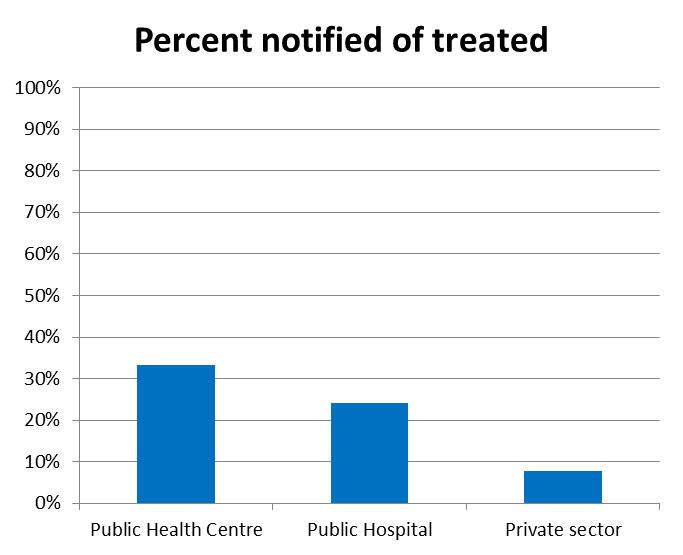 Percent notified of treated
100%
90%
80%
70%
60%
50%
40%
30%
20%
10%
0%
Public Health Centre
Public Hospital
Private sector